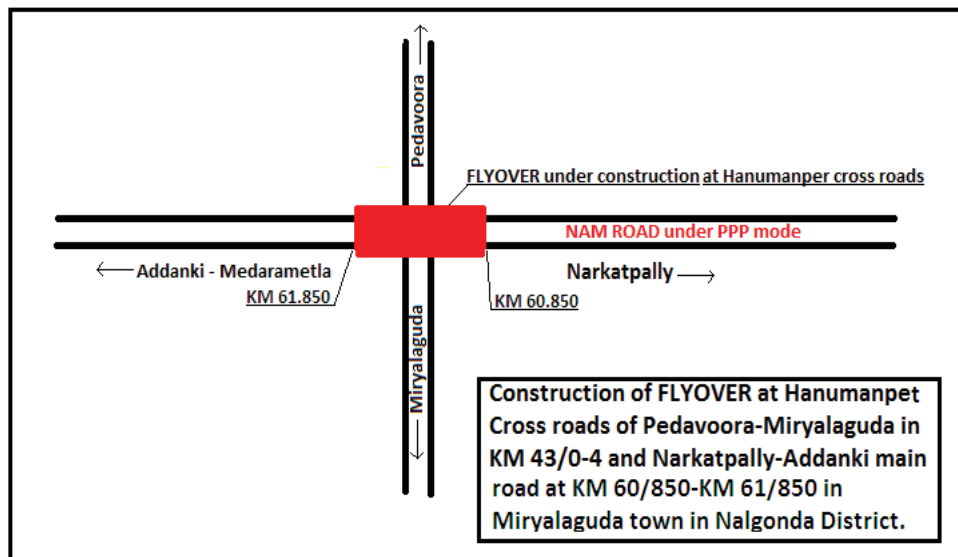 Pedavoora
FLYOVER under construction at Hanumanper cross roads
NAM ROAD under PPP mode
Addanki - Medarametla
Narkatpally
KM 61.850
KM 60.850
Miryalaguda
Construction of FLYOVER at Hanumanpet
Cross roads of Pedavoora-Miryalaguda in
KM 43/0-4 and Narkatpally-Addanki main
road at KM 60/850-KM 61/850 in
Miryalaguda town in Nalgonda District.